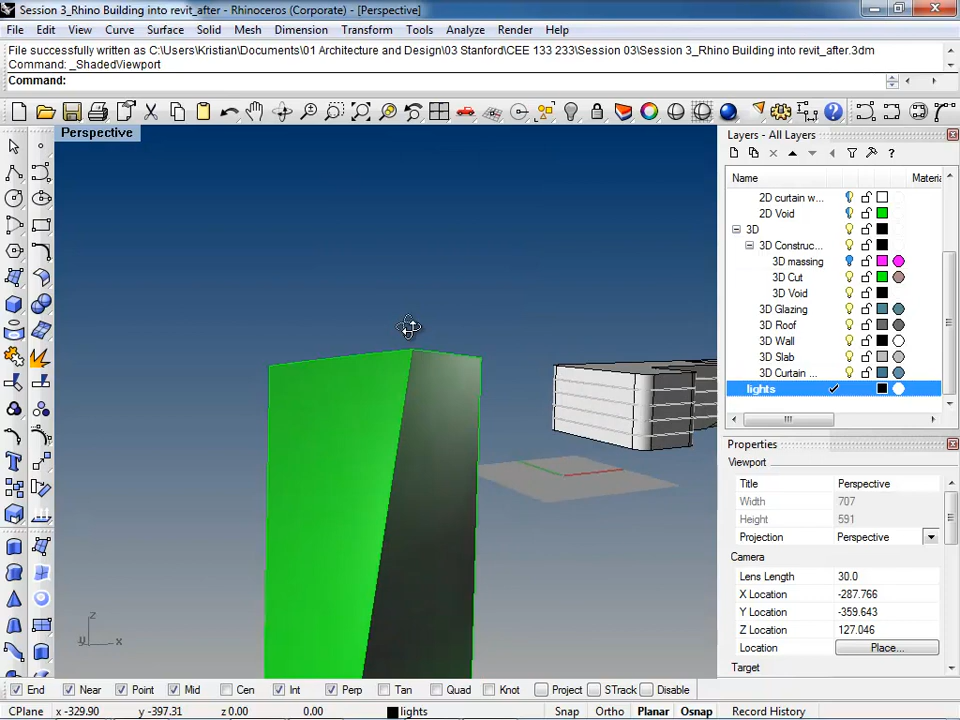 Session 3_Rhino Building into revit_after - Rhinoceros (Corporate) - [Perspective]
File Edit View Curve Surface Solid Mesh Dimension Transform Tools Analyze Render Help
File successfully written as C:\Users\Kristian\Documents\01 Architecture and Design\03 Stanford\CEE 133 233\Session 03\Session 3_Rhino Building into revit_after.3dm
Command: _ShadedViewport
Command:
Perspective
Layers - All Layers
Name Materia
2D curtain w...
2D Void
3D
3D Construc...
3D massing
3D Cut
3D Void
3D Glazing
3D Roof
3D Wall
3D Slab
3D Curtain ...
lights
Properties
Viewport
Title Perspective
Width 707
Height 591
Projection Perspective
Camera
Lens Length 30.0
X Location -287.766
Y Location -359.643
Z Location 127.046
Location Place...
Target
z
y x
End Near Point Mid Cen Int Perp Tan Quad Knot Project STrack Disable
CPlane x -329.90 y -397.31 z 0.00 0.00 lights Snap Ortho Planar Osnap Record History